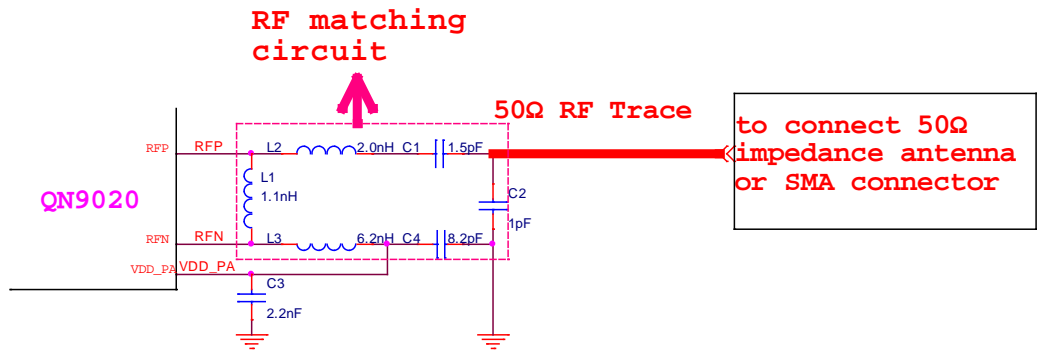 RF matching
circuit
50Ω RF Trace
to connect 50Ω
impedance antenna
or SMA connector
QN9020
RFP RFP L2 2.0nH C1 1.5pF
L1
1.1nH
C2
1pF
RFN RFN L3 6.2nH C4 8.2pF
VDD_PA VDD_PA
C3
2.2nF